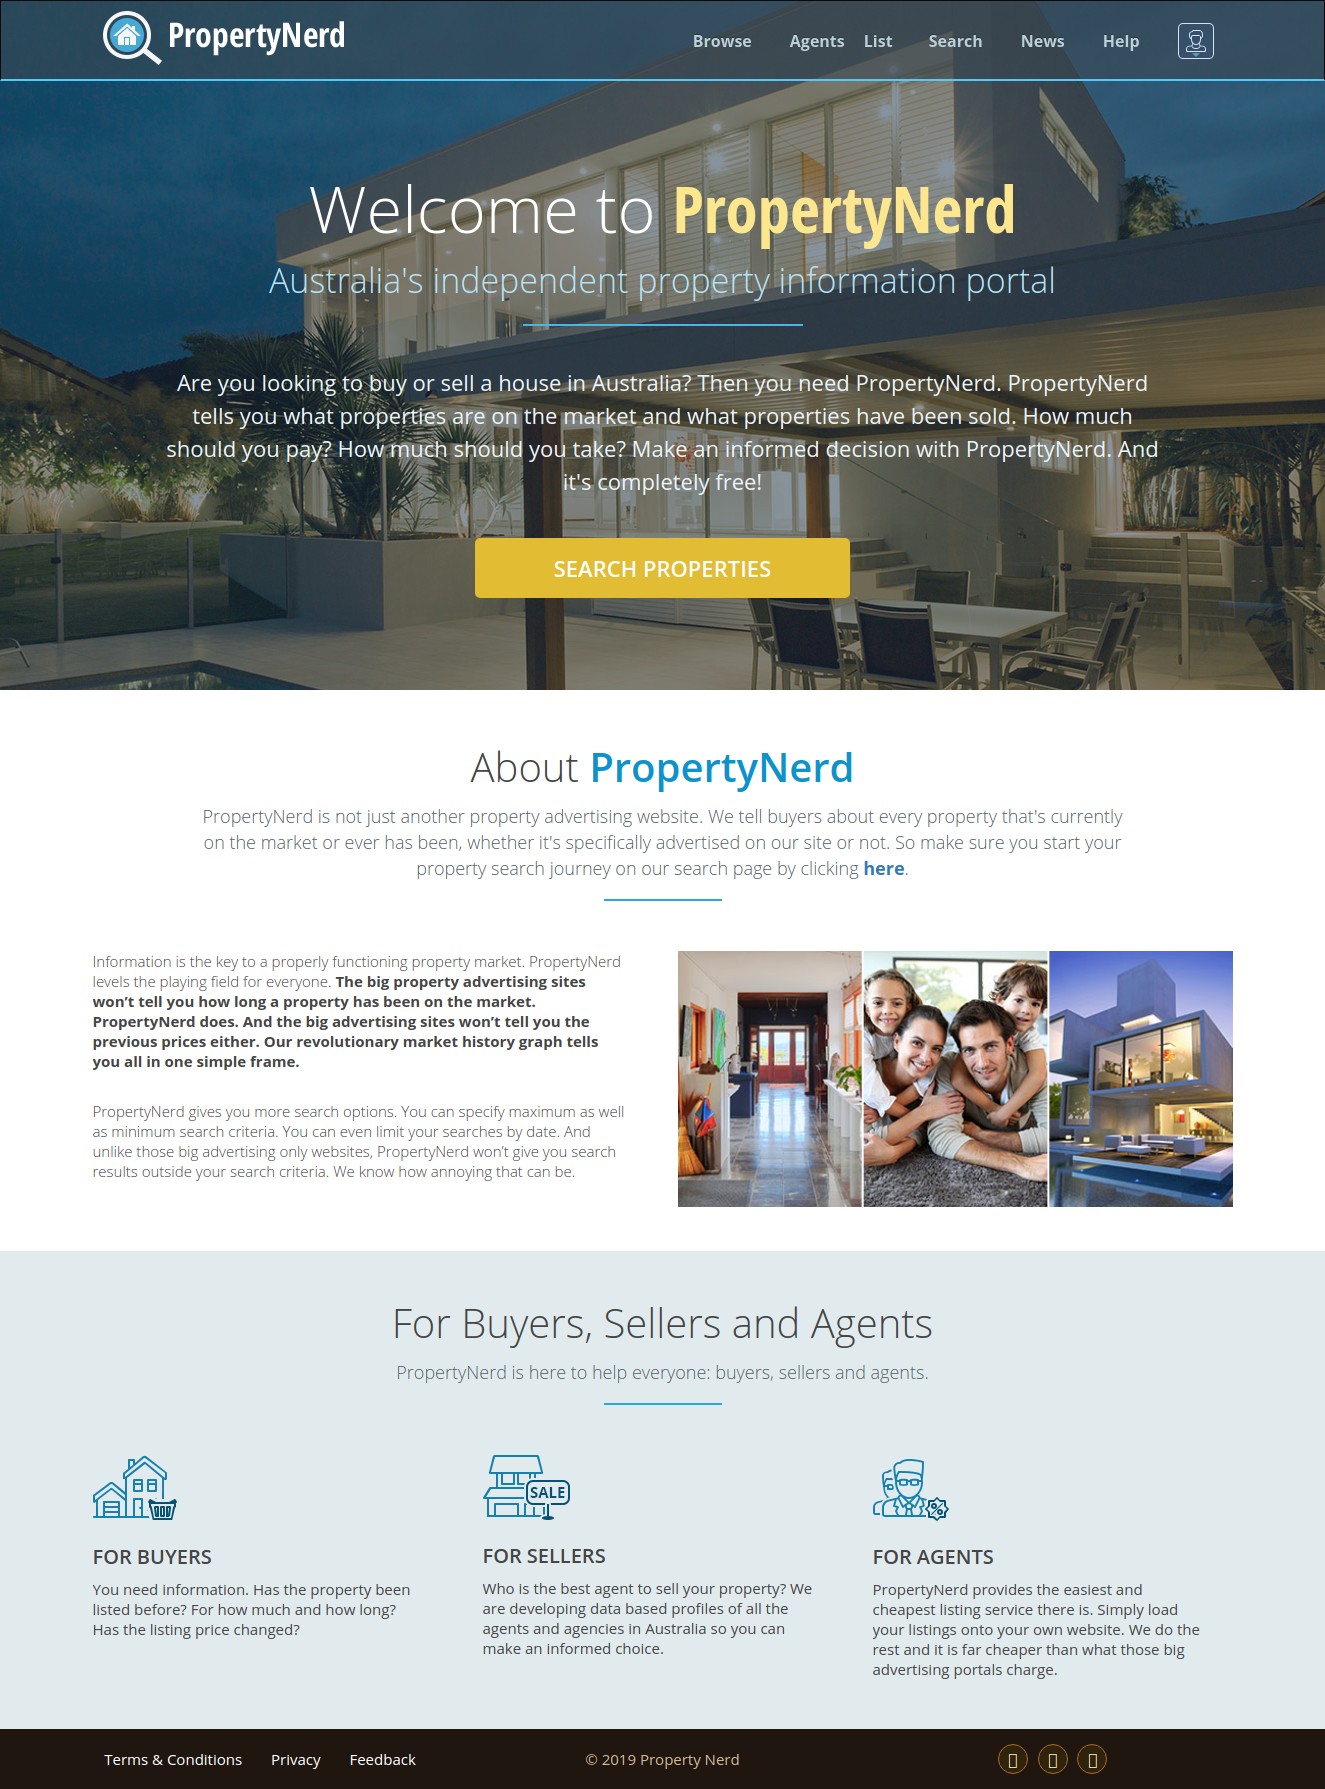 PropertyNerd
Browse Agents List Search News Help
Welcome to PropertyNerd
Australia's independent property information portal
Are you looking to buy or sell a house in Australia? Then you need PropertyNerd. PropertyNerd
tells you what properties are on the market and what properties have been sold. How much
should you pay? How much should you take? Make an informed decision with PropertyNerd. And
it's completely free!
SEARCH PROPERTIES
About PropertyNerd
PropertyNerd is not just another property advertising website. We tell buyers about every property that's currently
on the market or ever has been, whether it's specifically advertised on our site or not. So make sure you start your
property search journey on our search page by clicking here.
Information is the key to a properly functioning property market. PropertyNerd
levels the playing field for everyone. The big property advertising sites
won’t tell you how long a property has been on the market.
PropertyNerd does. And the big advertising sites won’t tell you the
previous prices either. Our revolutionary market history graph tells
you all in one simple frame.
PropertyNerd gives you more search options. You can specify maximum as well
as minimum search criteria. You can even limit your searches by date. And
unlike those big advertising only websites, PropertyNerd won’t give you search
results outside your search criteria. We know how annoying that can be.
For Buyers, Sellers and Agents
PropertyNerd is here to help everyone: buyers, sellers and agents.
SALE
FOR BUYERS
You need information. Has the property been
listed before? For how much and how long?
Has the listing price changed?
FOR SELLERS
Who is the best agent to sell your property? We
are developing data based profiles of all the
agents and agencies in Australia so you can
make an informed choice.
FOR AGENTS
PropertyNerd provides the easiest and
cheapest listing service there is. Simply load
your listings onto your own website. We do the
rest and it is far cheaper than what those big
advertising portals charge.
Terms & Conditions Privacy Feedback © 2019 Property Nerd